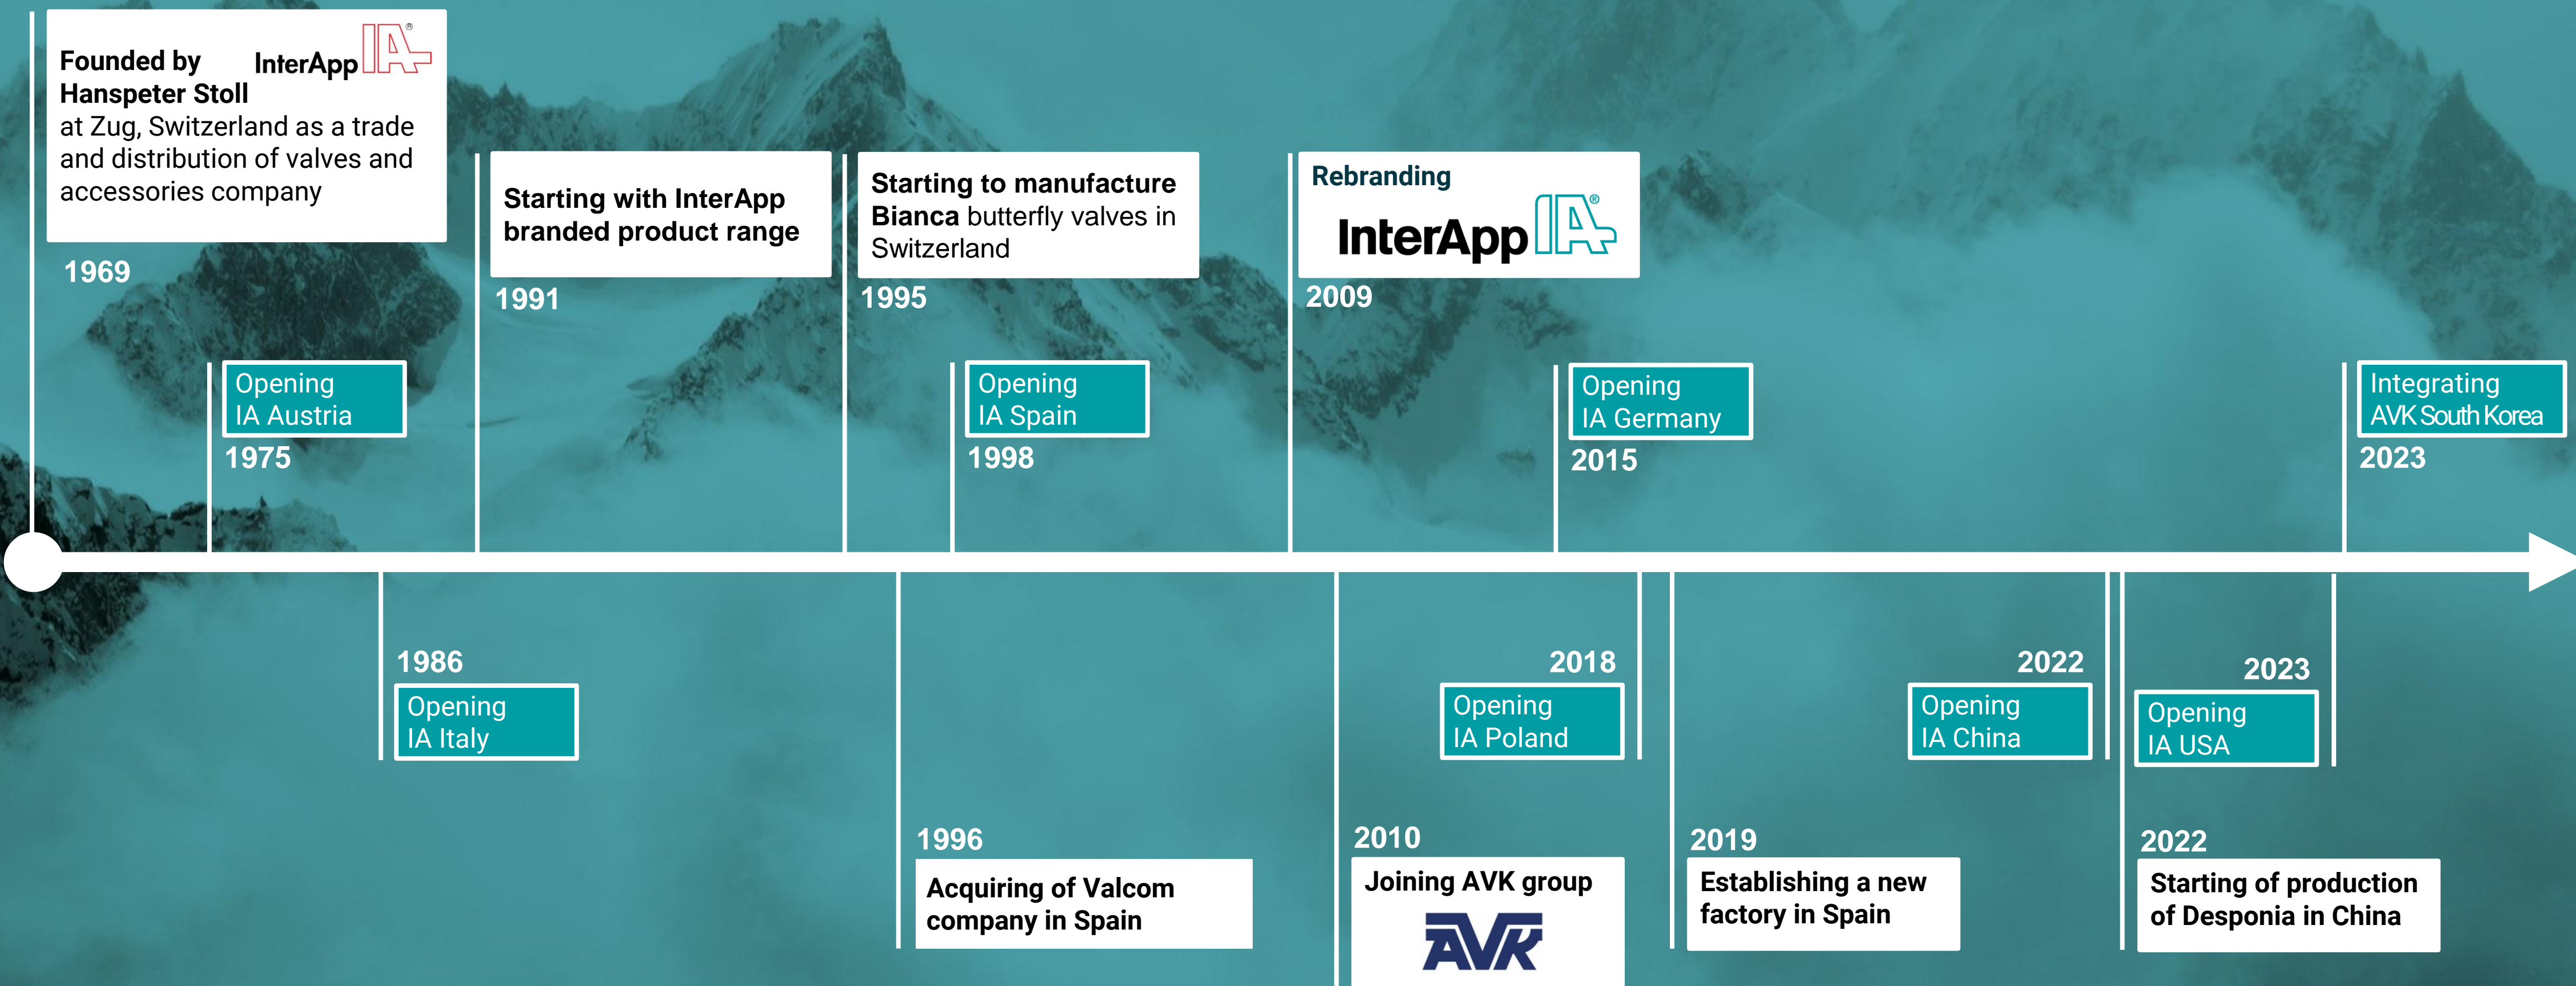 Founded by
Hanspeter Stoll
at Zug, Switzerland as a trade
and distribution of valves and
accessories company
InterApp IA®
1969
Opening
IA Austria
1975
1986
Opening
IA Italy
Starting with InterApp
branded product range
1991
Starting to manufacture
Bianca butterfly valves in
Switzerland
1995
1996
Acquiring of Valcom
company in Spain
Opening
IA Spain
1998
Rebranding
InterApp IA®
2009
2010
Joining AVK group
AVK
Opening
IA Germany
2015
2018
Opening
IA Poland
2019
Establishing a new
factory in Spain
2022
Opening
IA China
2022
Starting of production
of Desponia in China
2023
Opening
IA USA
Integrating
AVK South Korea
2023